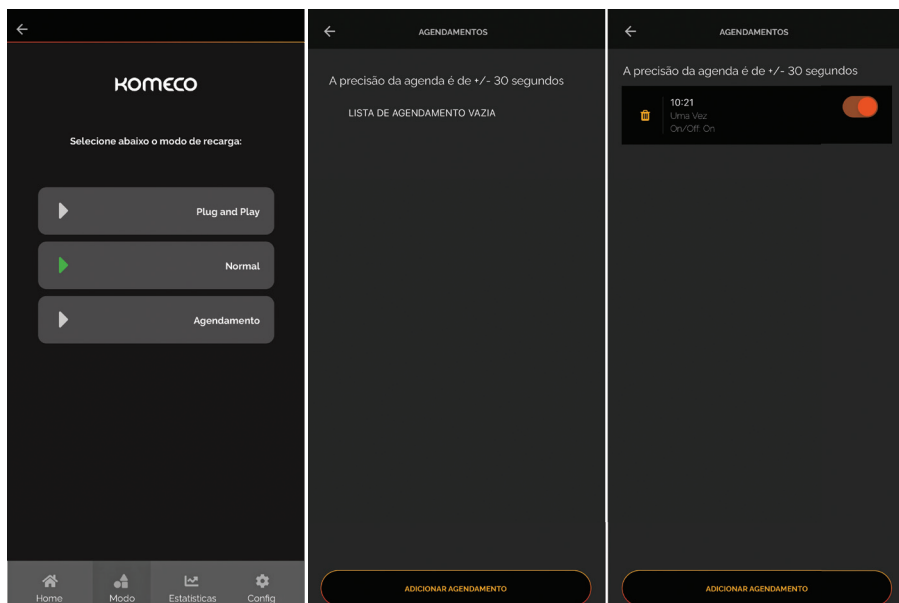 KOMECO
Selecione abaixo o modo de recarga:
Plug and Play
Normal
Agendamento
Home
Modo
Estatísticas
Config
AGENDAMENTOS
A precisão da agenda é de +/- 30 segundos
LISTA DE AGENDAMENTO VAZIA
ADICIONAR AGENDAMENTO
AGENDAMENTOS
A precisão da agenda é de +/- 30 segundos
10:21
Uma Vez
On/Off: On
ADICIONAR AGENDAMENTO